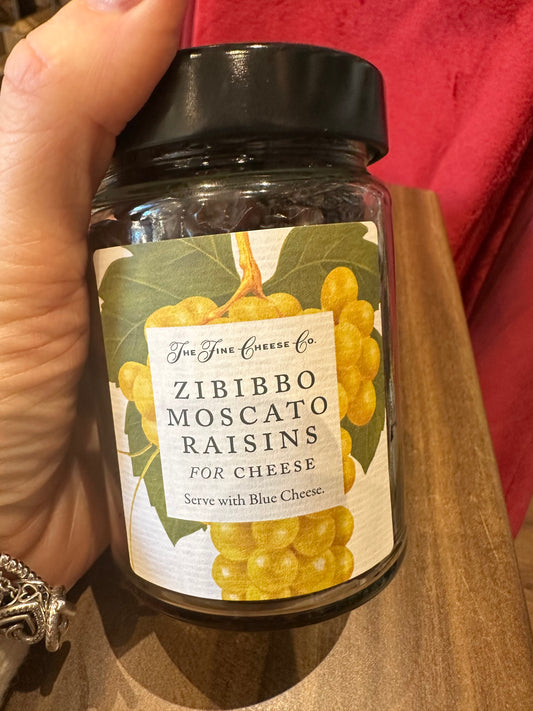 The Fine Cheese Co.
ZIBIBBO
MOSCATO
RAISINS
FOR CHEESE
Serve with Blue Cheese.